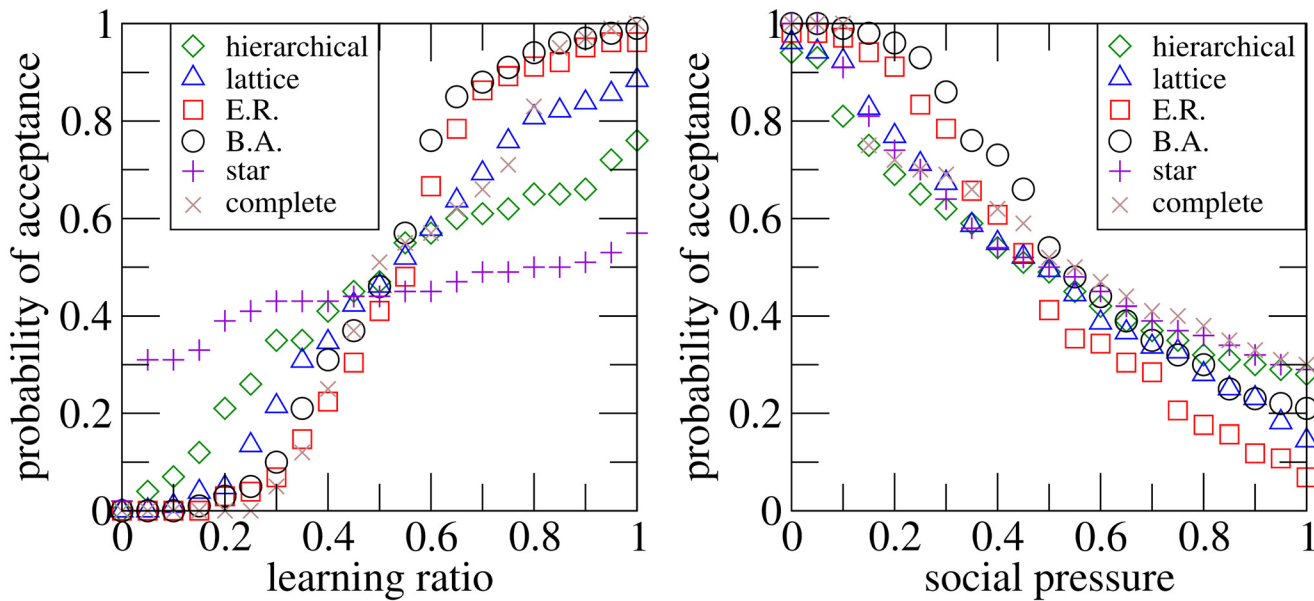 probability of acceptance
1
0.8
0.6
0.4
0.2
0
hierarchical
lattice
E.R.
B.A.
star
complete
0 0.2 0.4 0.6 0.8 1
learning ratio
probability of acceptance
1
0.8
0.6
0.4
0.2
0
hierarchical
lattice
E.R.
B.A.
star
complete
0 0.2 0.4 0.6 0.8 1
social pressure